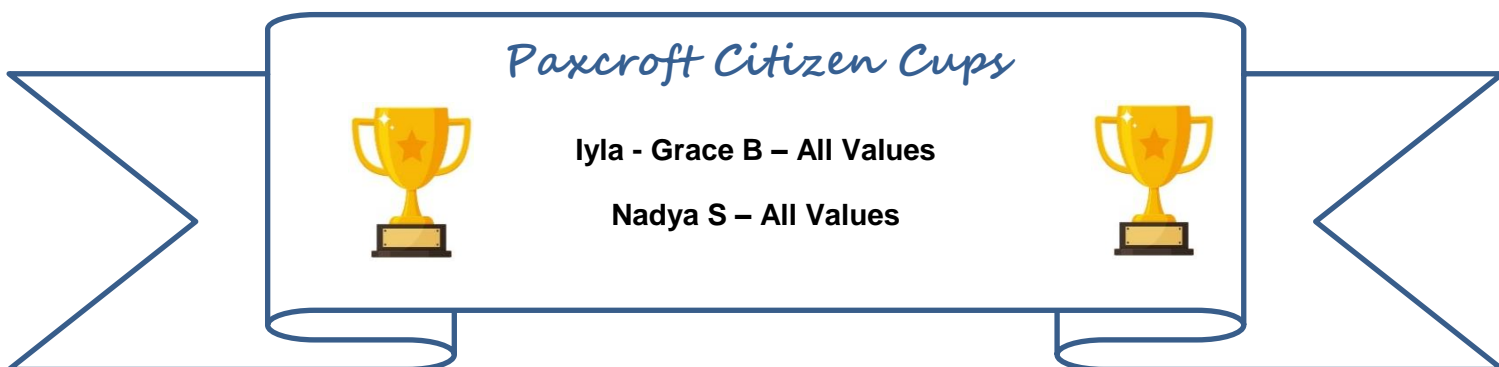 Paxcroft Citizen Cups
Iyla - Grace B – All Values
Nadya S – All Values